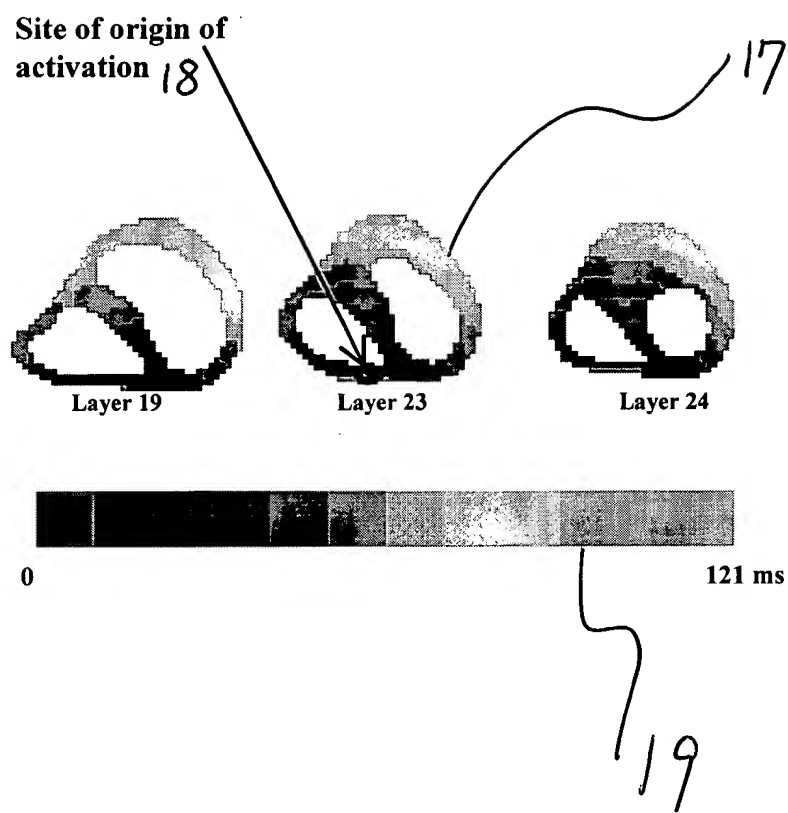 Site of origin of
activation 18
17
Layer 19
Layer 23
Layer 24
0
121 ms
19